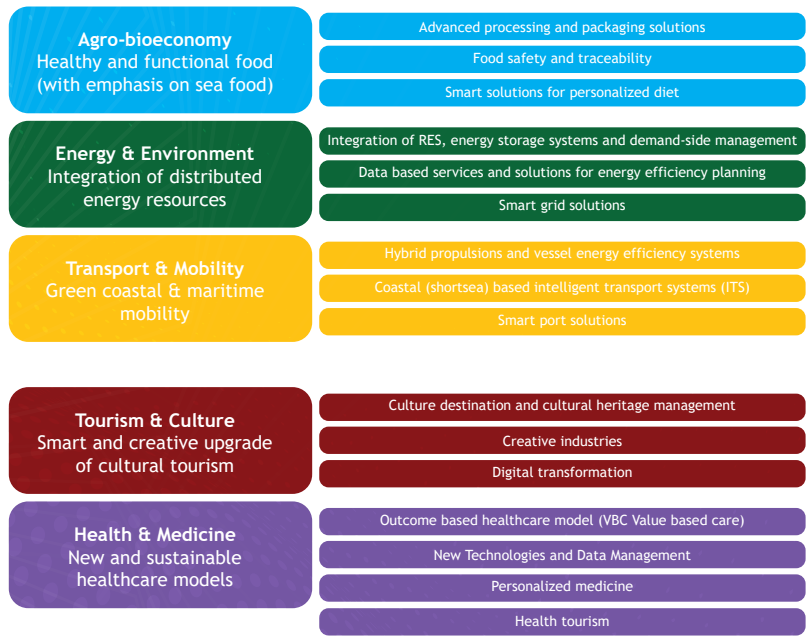 Agro-bioeconomy
Healthy and functional food
(with emphasis on sea food)
Advanced processing and packaging solutions
Food safety and traceability
Smart solutions for personalized diet
Energy & Environment
Integration of distributed
energy resources
Integration of RES, energy storage systems and demand-side management
Data based services and solutions for energy efficiency planning
Smart grid solutions
Transport & Mobility
Green coastal & maritime
mobility
Hybrid propulsions and vessel energy efficiency systems
Coastal (shortsea) based intelligent transport systems (ITS)
Smart port solutions
Tourism & Culture
Smart and creative upgrade
of cultural tourism
Culture destination and cultural heritage management
Creative industries
Digital transformation
Health & Medicine
New and sustainable
healthcare models
Outcome based healthcare model (VBC Value based care)
New Technologies and Data Management
Personalized medicine
Health tourism